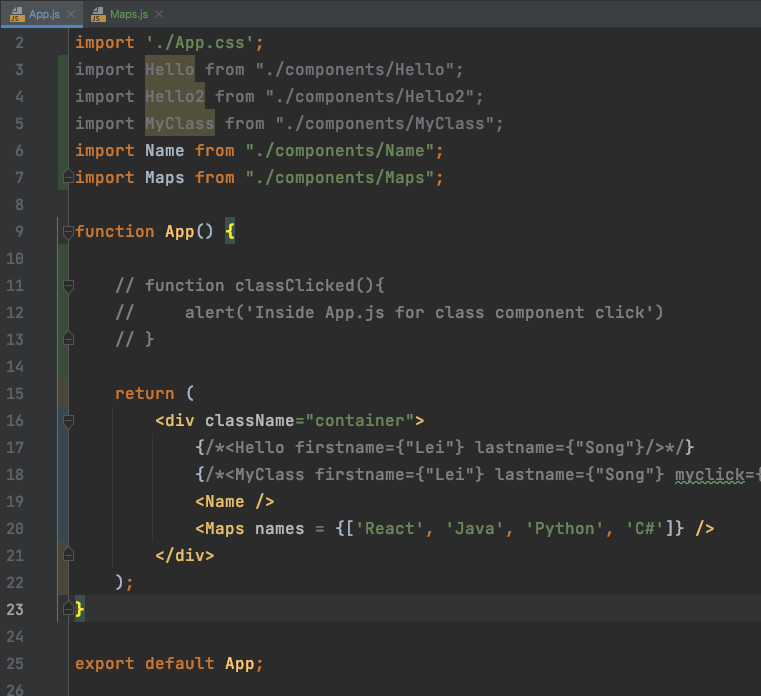 App.js Maps.js
2 import './App.css';
3 import Hello from "./components/Hello";
4 import Hello2 from "./components/Hello2";
5 import MyClass from "./components/MyClass";
6 import Name from "./components/Name";
7 import Maps from "./components/Maps";
8
9 function App() {
10
11 // function classClicked(){
12 //     alert('Inside App.js for class component click')
13 // }
14
15 return (
16 <div className="container">
17 {/*<Hello firstname={"Lei"} lastname={"Song"}/>*/}
18 {/*<MyClass firstname={"Lei"} lastname={"Song"} myclick={
19 <Name />
20 <Maps names = {['React', 'Java', 'Python', 'C#']} />
21 </div>
22 );
23 }
24
25 export default App;
26